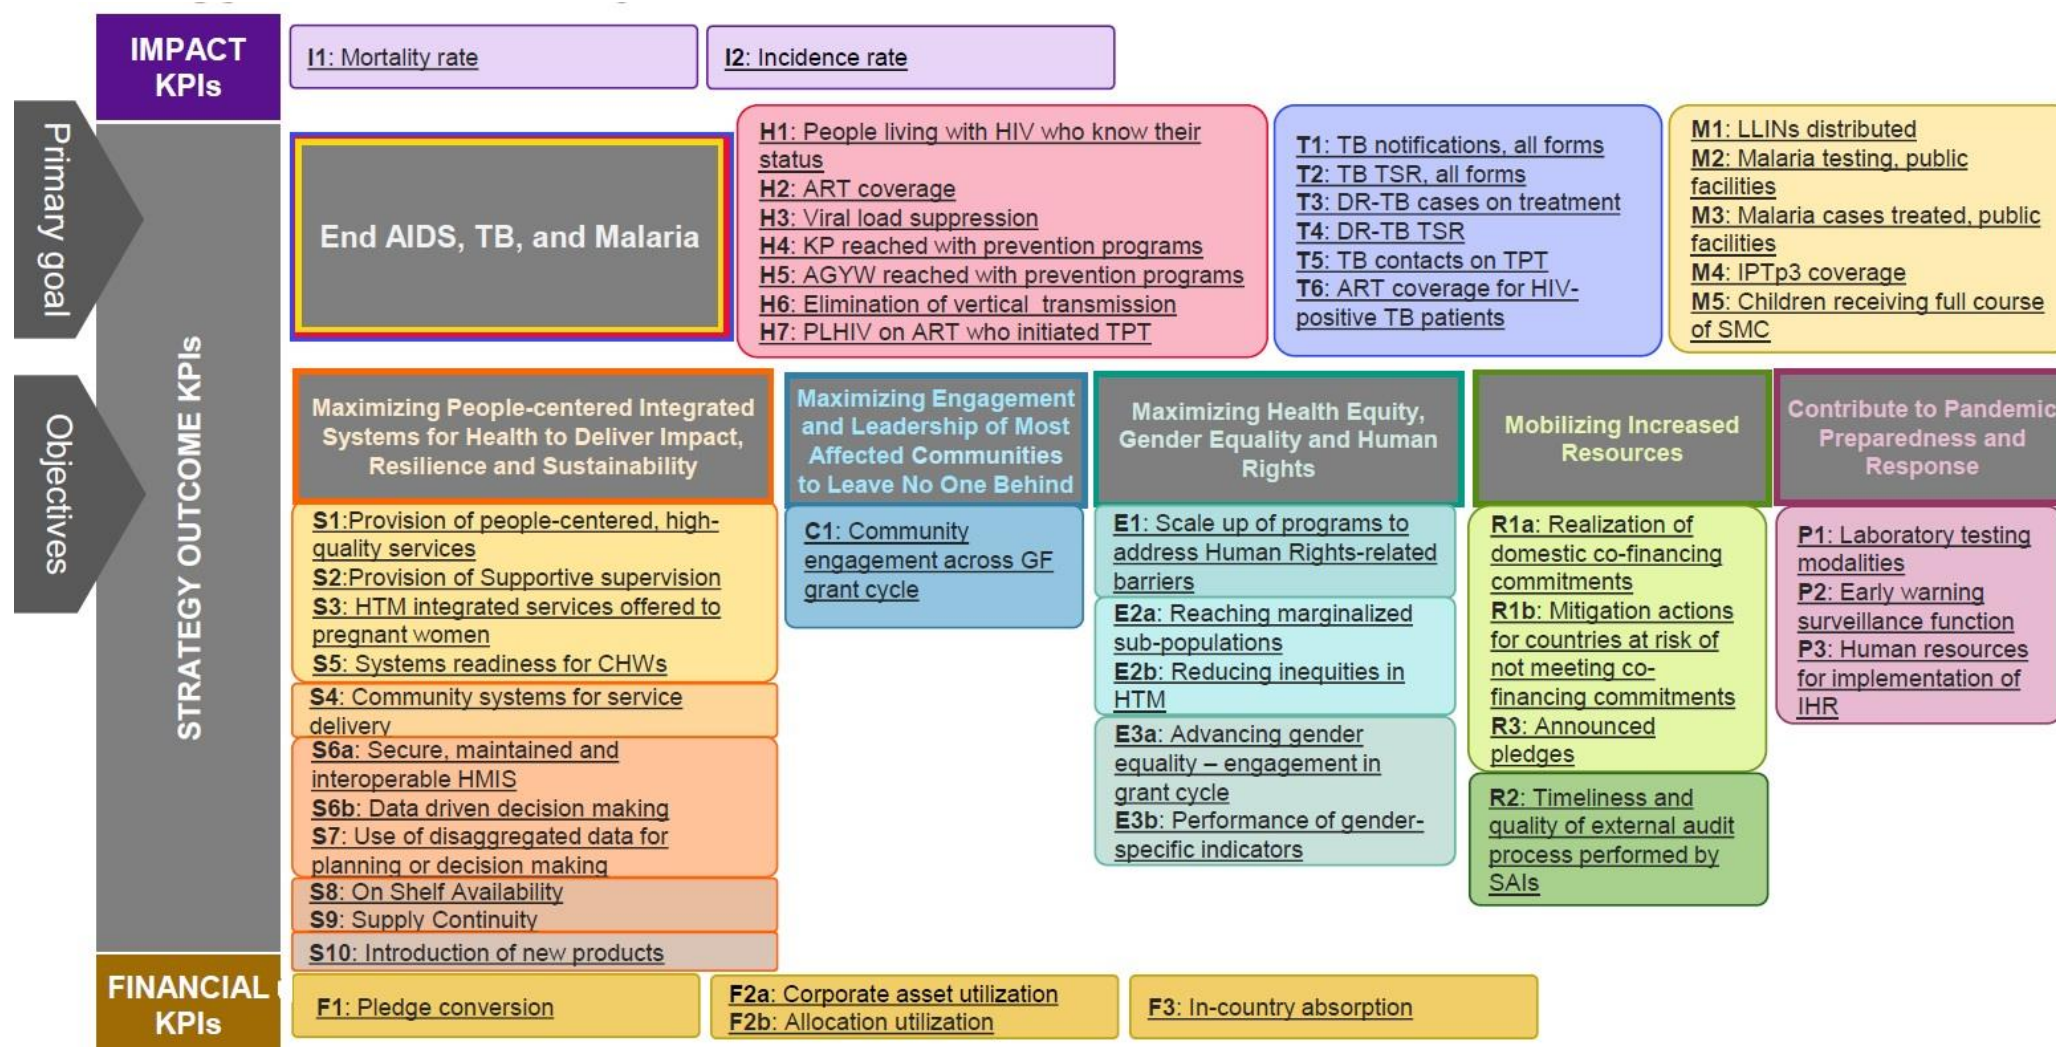 IMPACT
KPIs
I1: Mortality rate
I2: Incidence rate
Primary goal
STRATEGY OUTCOME KPIs
End AIDS, TB, and Malaria
H1: People living with HIV who know their
status
H2: ART coverage
H3: Viral load suppression
H4: KP reached with prevention programs
H5: AGYW reached with prevention programs
H6: Elimination of vertical transmission
H7: PLHIV on ART who initiated TPT
T1: TB notifications, all forms
T2: TB TSR, all forms
T3: DR-TB cases on treatment
T4: DR-TB TSR
T5: TB contacts on TPT
T6: ART coverage for HIV-
positive TB patients
M1: LLINs distributed
M2: Malaria testing, public
facilities
M3: Malaria cases treated, public
facilities
M4: IPTp3 coverage
M5: Children receiving full course
of SMC
Objectives
Maximizing People-centered Integrated
Systems for Health to Deliver Impact,
Resilience and Sustainability
S1:Provision of people-centered, high-
quality services
S2:Provision of Supportive supervision
S3: HTM integrated services offered to
pregnant women
S5: Systems readiness for CHWs
S4: Community systems for service
delivery
S6a: Secure, maintained and
interoperable HMIS
S6b: Data driven decision making
S7: Use of disaggregated data for
planning or decision making
S8: On Shelf Availability
S9: Supply Continuity
S10: Introduction of new products
Maximizing Engagement
and Leadership of Most
Affected Communities
to Leave No One Behind
C1: Community
engagement across GF
grant cycle
Maximizing Health Equity,
Gender Equality and Human
Rights
E1: Scale up of programs to
address Human Rights-related
barriers
E2a: Reaching marginalized
sub-populations
E2b: Reducing inequities in
HTM
E3a: Advancing gender
equality – engagement in
grant cycle
E3b: Performance of gender-
specific indicators
Mobilizing Increased
Resources
R1a: Realization of
domestic co-financing
commitments
R1b: Mitigation actions
for countries at risk of
not meeting co-
financing commitments
R3: Announced
pledges
R2: Timeliness and
quality of external audit
process performed by
SAIs
Contribute to Pandemic
Preparedness and
Response
P1: Laboratory testing
modalities
P2: Early warning
surveillance function
P3: Human resources
for implementation of
IHR
FINANCIAL
KPIs
F1: Pledge conversion
F2a: Corporate asset utilization
F2b: Allocation utilization
F3: In-country absorption